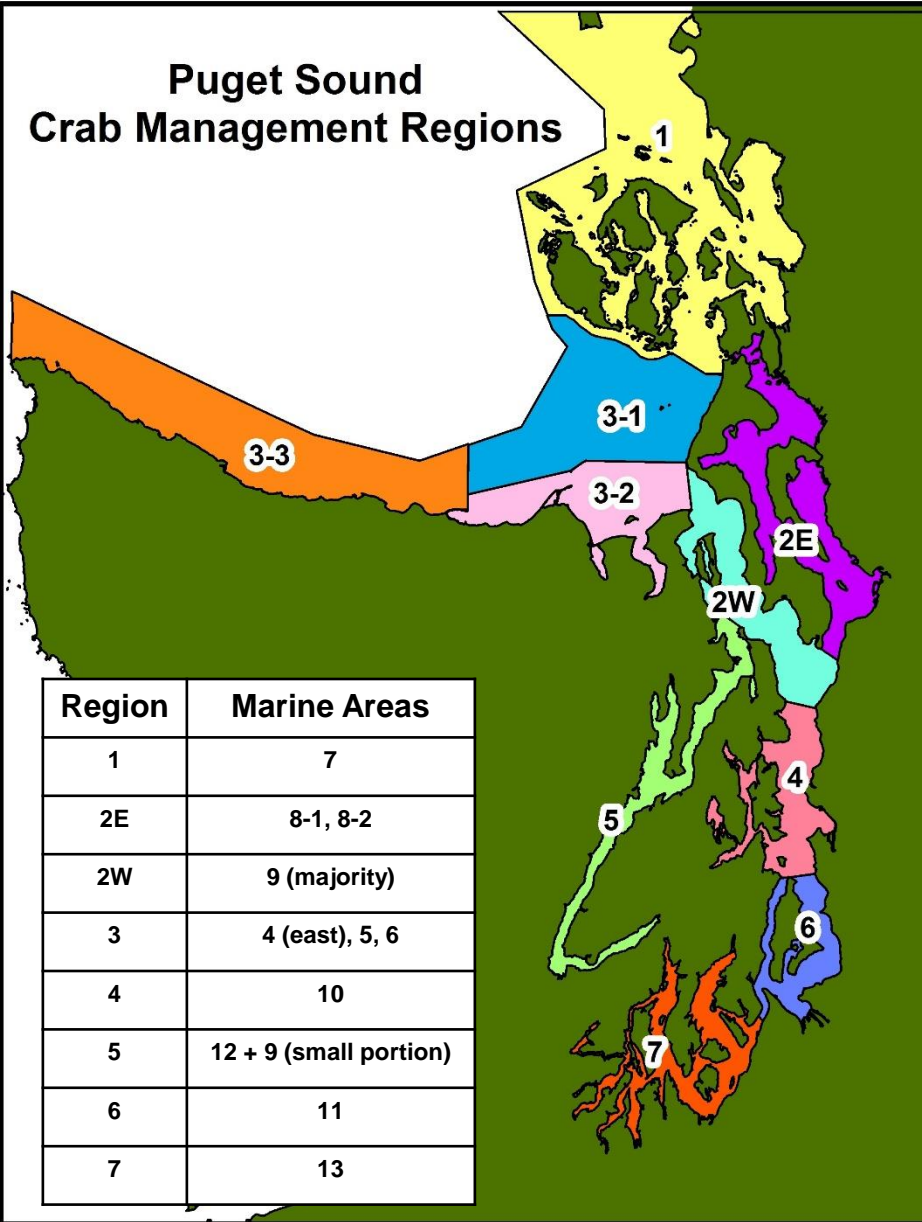 Puget Sound
Crab Management Regions
1
3-1
3-3
3-2
2E
2W
4
5
6
7
Region Marine Areas
1 7
2E 8-1, 8-2
2W 9 (majority)
3 4 (east), 5, 6
4 10
5 12 + 9 (small portion)
6 11
7 13